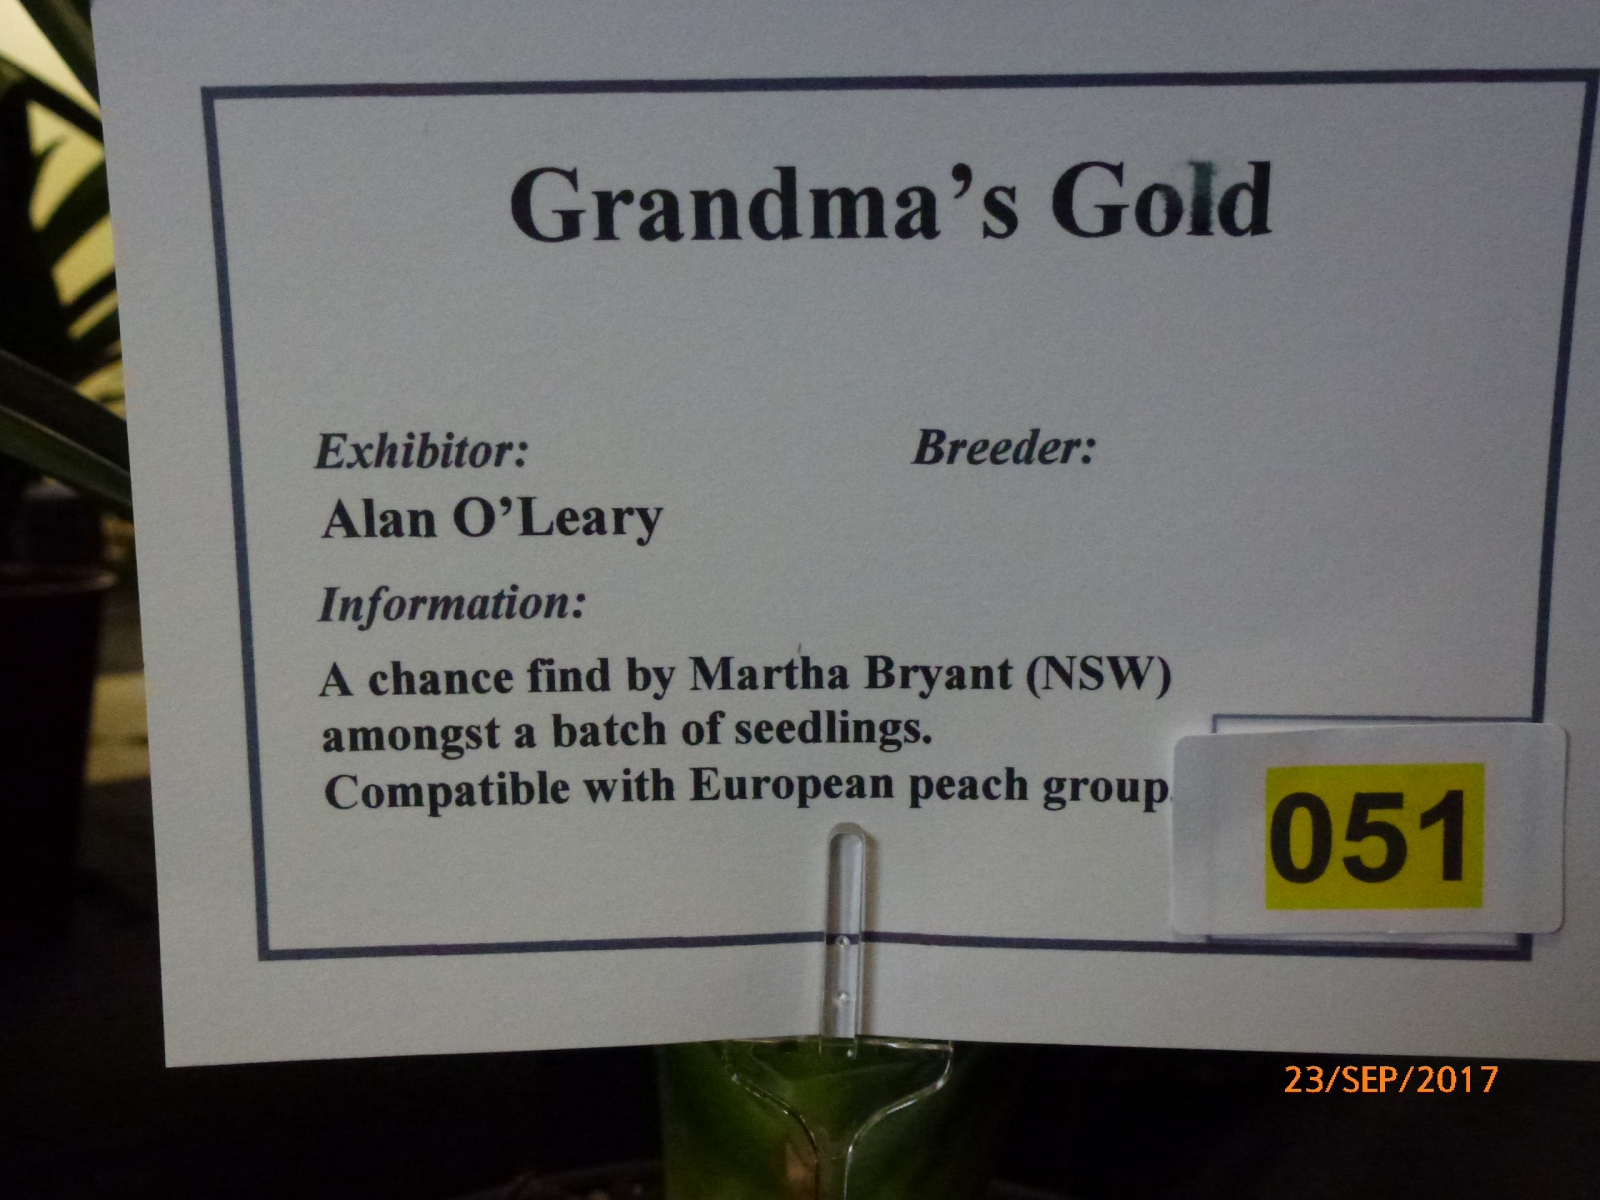 Grandma’s Gold
Exhibitor: Breeder:
Alan O’Leary
Information:
A chance find by Martha Bryant (NSW)
amongst a batch of seedlings.
Compatible with European peach group.
051
23/SEP/2017